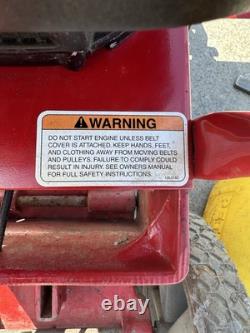 WARNING
DO NOT START ENGINE UNLESS BELT
COVER IS ATTACHED. KEEP HANDS, FEET,
AND CLOTHING AWAY FROM MOVING BELTS
AND PULLEYS. FAILURE TO COMPLY COULD
RESULT IN INJURY. SEE OWNERS MANUAL
FOR FULL SAFETY INSTRUCTIONS.